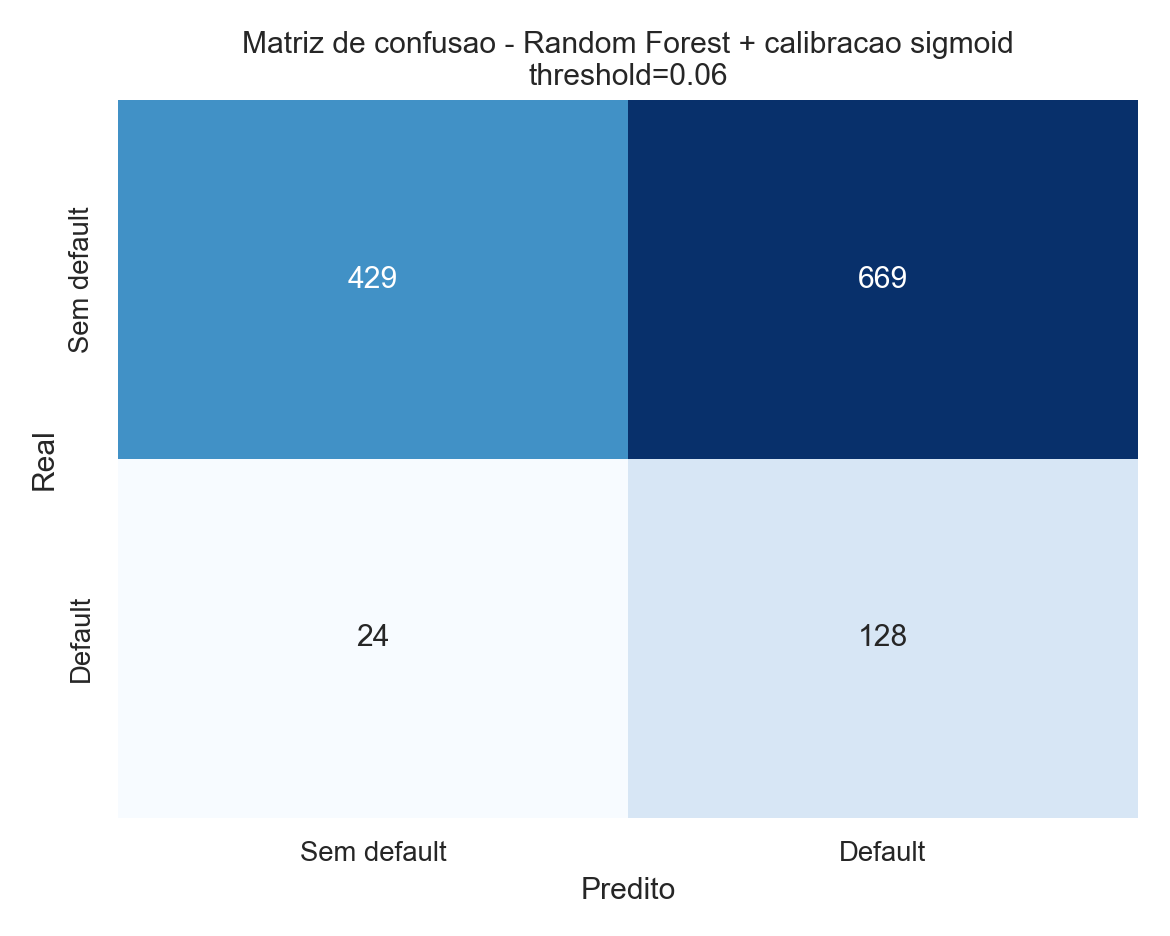 Matriz de confusao - Random Forest + calibracao sigmoid
threshold=0.06
Real
Sem default
429
669
Default
24
128
Sem default
Default
Predito